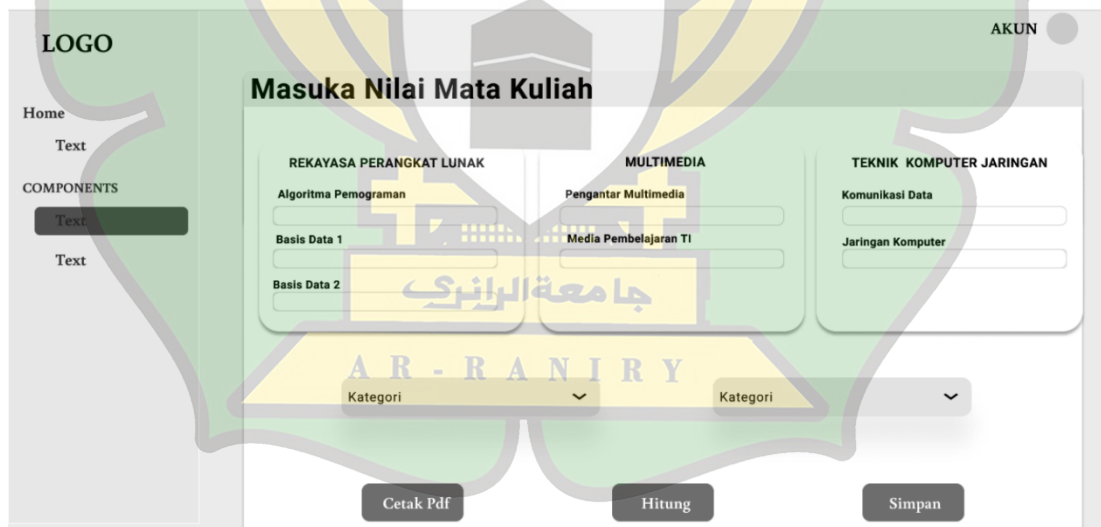 LOGO
AKUN
Home
Text
COMPONENTS
Text
Text
Masuka Nilai Mata Kuliah
REKAYASA PERANGKAT LUNAK
Algoritma Pemograman
Basis Data 1
Basis Data 2
MULTIMEDIA
Pengantar Multimedia
Media Pembelajaran TI
TEKNIK KOMPUTER JARINGAN
Komunikasi Data
Jaringan Komputer
جامعة الرانري
AR-RANIRY
Kategori
Kategori
Cetak Pdf
Hitung
Simpan